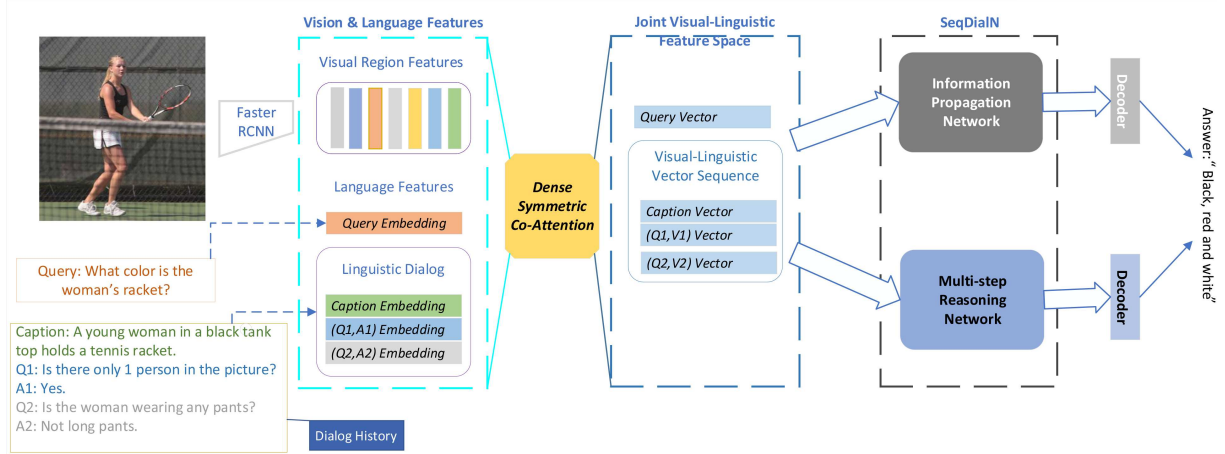 Vision & Language Features
Visual Region Features
Faster
RCNN
Language Features
Query Embedding
Linguistic Dialog
Caption Embedding
(Q1,A1) Embedding
(Q2,A2) Embedding
Query: What color is the
woman's racket?
Caption: A young woman in a black tank
top holds a tennis racket.
Q1: Is there only 1 person in the picture?
A1: Yes.
Q2: Is the woman wearing any pants?
A2: Not long pants.
Dialog History
Dense
Symmetric
Co-Attention
Joint Visual-Linguistic
Feature Space
Query Vector
Visual-Linguistic
Vector Sequence
Caption Vector
(Q1,V1) Vector
(Q2,V2) Vector
SeqDialN
Information
Propagation
Network
Multi-step
Reasoning
Network
Decoder
Decoder
Answer:“ Black, red and white”